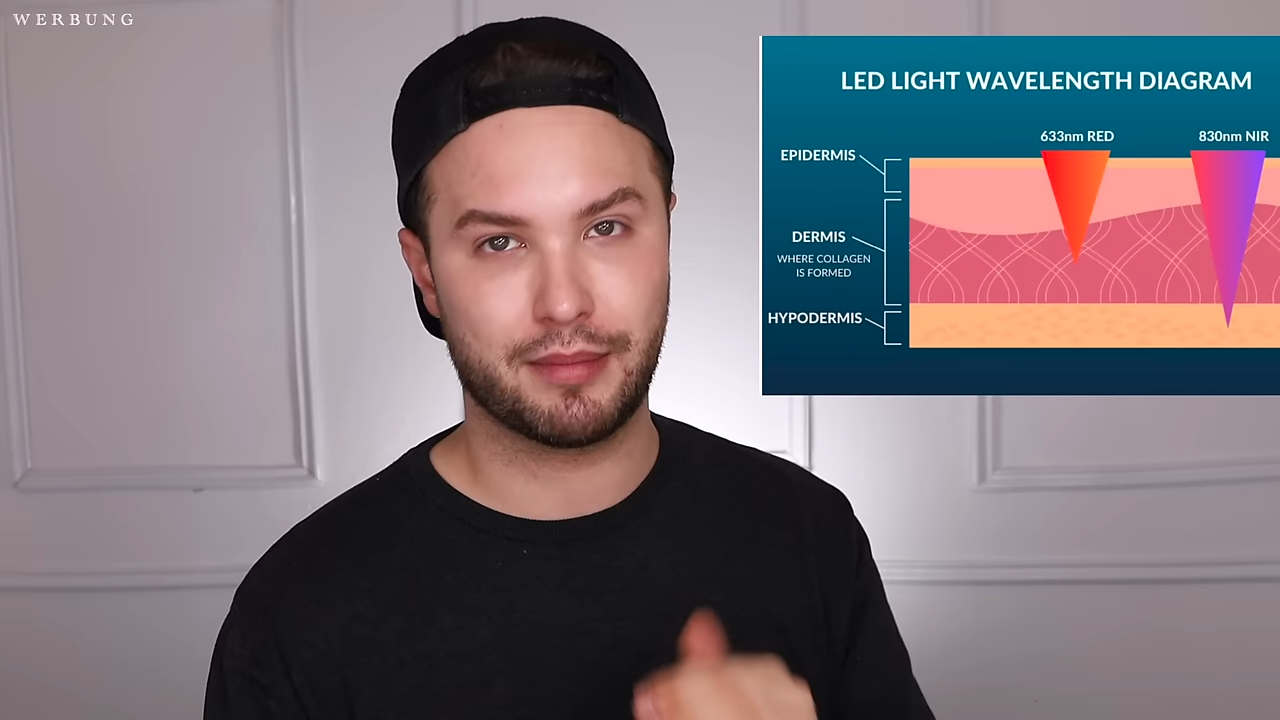 WERBUNG
LED LIGHT WAVELENGTH DIAGRAM
633nm RED
830nm NIR
EPIDERMIS
DERMIS
WHERE COLLAGEN
IS FORMED
HYPODERMIS